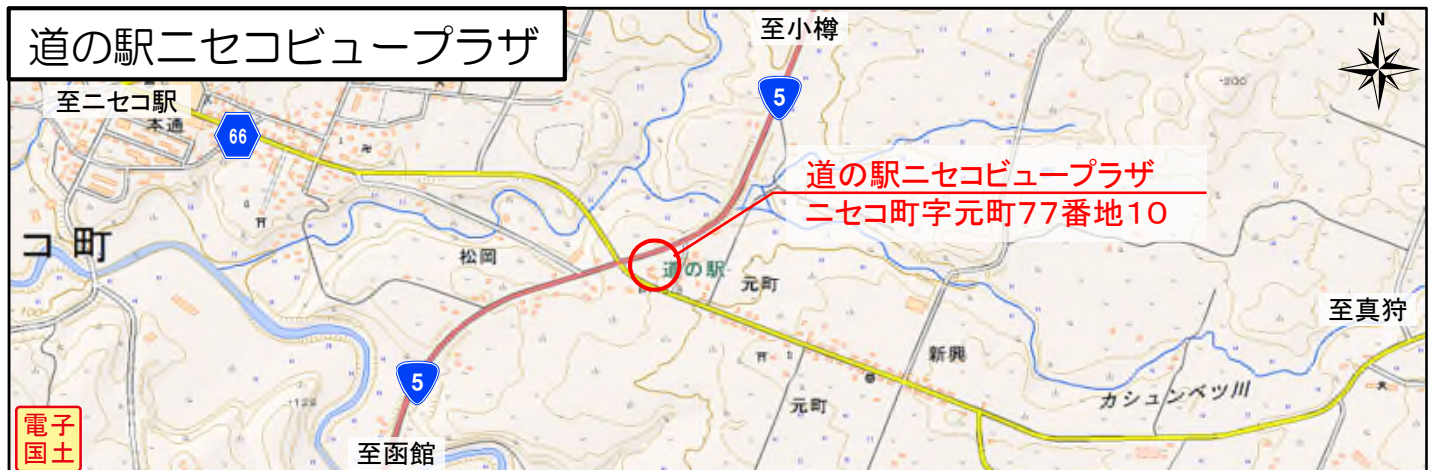 道の駅ニセコビュープラザ
至小樽
N
至ニセコ駅
本通
66
5
・200
道の駅ニセコビュープラザ
ニセコ町字元町77番地10
コ町
松岡
道の駅
元町
至真狩
新興
カシュンベツ川
元町
5
・128
100
電子
国土
至函館